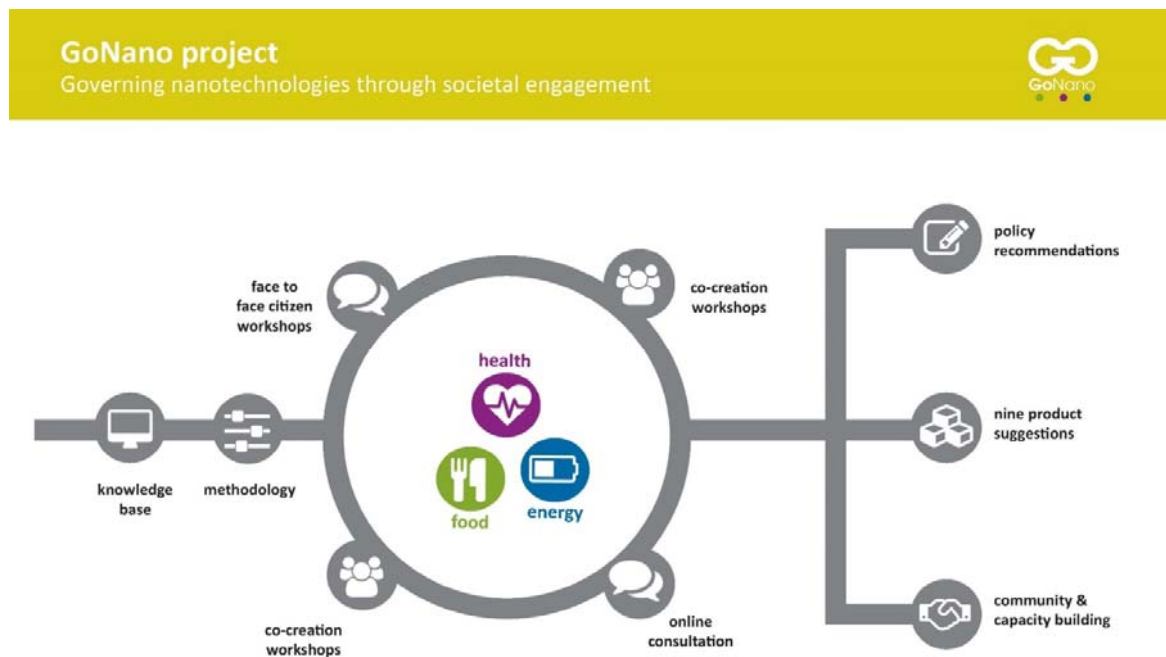 GoNano project
Governing nanotechnologies through societal engagement
GoNano
face to
face citizen
workshops
co-creation
workshops
policy
recommendations
health
nine product
suggestions
knowledge
base
methodology
food
energy
community &
capacity building
co-creation
workshops
online
consultation